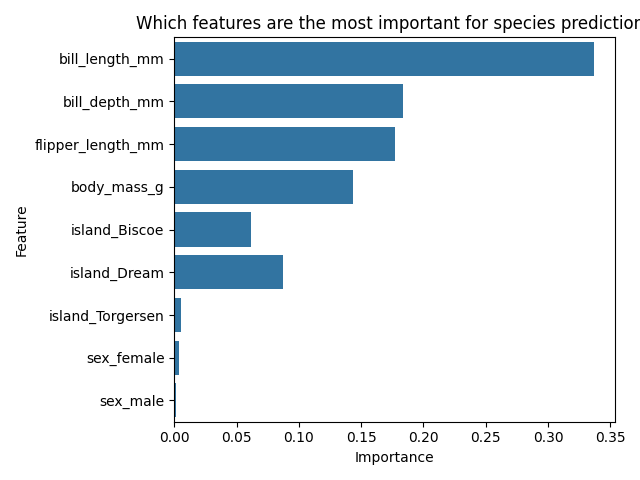 Which features are the most important for species prediction
bill_length_mm
bill_depth_mm
flipper_length_mm
body_mass_g
island_Biscoe
island_Dream
island_Torgersen
sex_female
sex_male
Feature
0.00 0.05 0.10 0.15 0.20 0.25 0.30 0.35
Importance